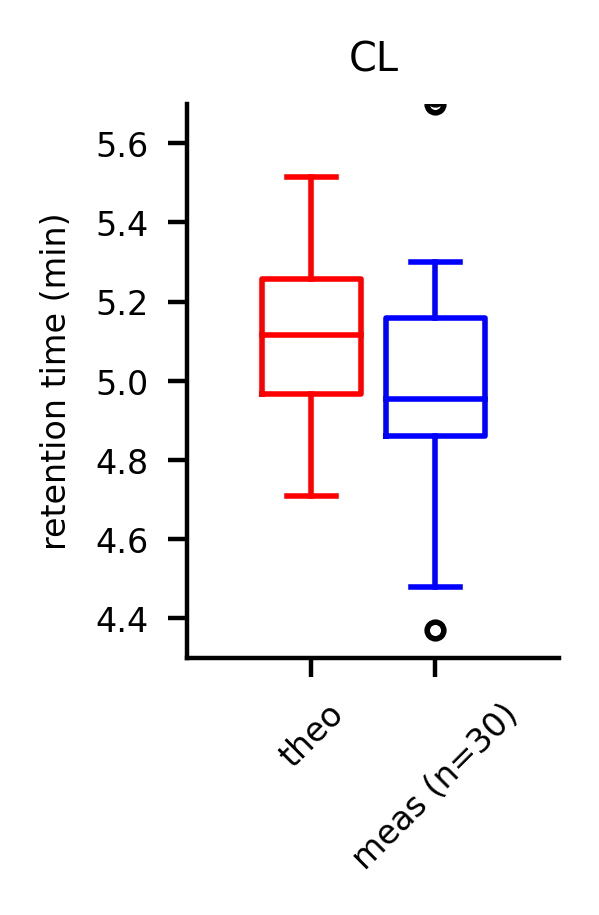 CL
retention time (min)
5.6
5.4
5.2
5.0
4.8
4.6
4.4
theo
meas (n=30)